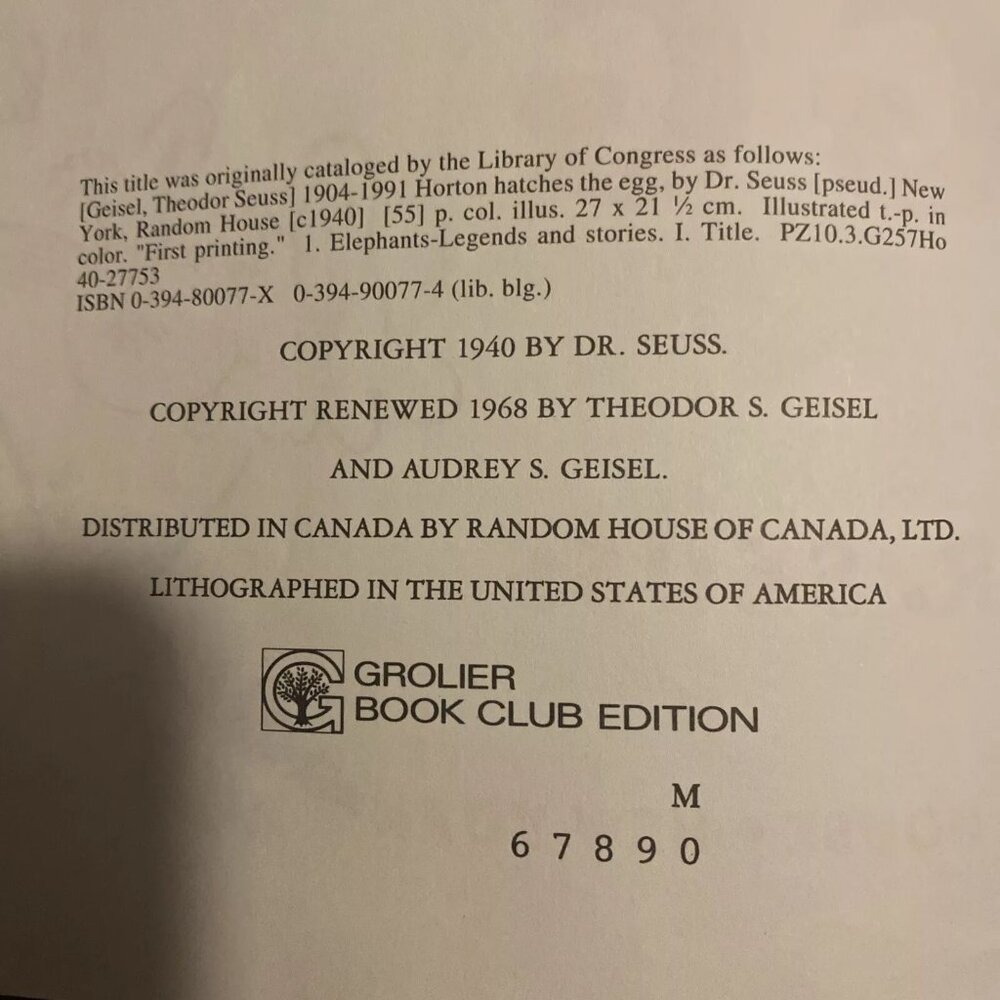 This title was originally cataloged by the Library of Congress as follows:
[Geisel, Theodor Seuss] 1904-1991 Horton hatches the egg, by Dr. Seuss [pseud.] New
York, Random House [c1940] [55] p. col. illus. 27 x 21 ½ cm. Illustrated t.-p. in
color. "First printing." 1. Elephants-Legends and stories. I. Title. PZ10.3.G257Ho
40-27753
ISBN 0-394-80077-X 0-394-90077-4 (lib. blg.)
COPYRIGHT 1940 BY DR. SEUSS.
COPYRIGHT RENEWED 1968 BY THEODOR S. GEISEL
AND AUDREY S. GEISEL.
DISTRIBUTED IN CANADA BY RANDOM HOUSE OF CANADA, LTD.
LITHOGRAPHED IN THE UNITED STATES OF AMERICA
GROLIER
BOOK CLUB EDITION
M
6 7 8 9 0